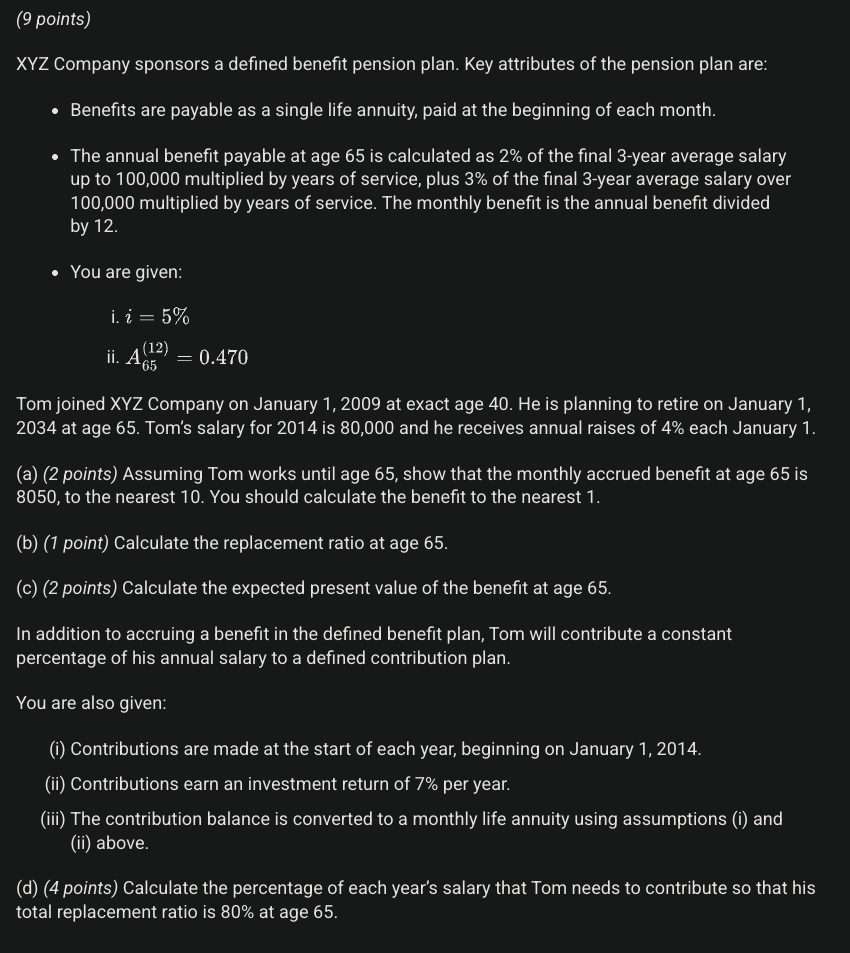 (9 points)
XYZ Company sponsors a defined benefit pension plan. Key attributes of the pension plan are:
• Benefits are payable as a single life annuity, paid at the beginning of each month.
• The annual benefit payable at age 65 is calculated as 2% of the final 3-year average salary
up to 100,000 multiplied by years of service, plus 3% of the final 3-year average salary over
100,000 multiplied by years of service. The monthly benefit is the annual benefit divided
by 12.
• You are given:
i. i = 5%
ii. A_{65}^{(12)} = 0.470
Tom joined XYZ Company on January 1, 2009 at exact age 40. He is planning to retire on January 1,
2034 at age 65. Tom’s salary for 2014 is 80,000 and he receives annual raises of 4% each January 1.
(a) (2 points) Assuming Tom works until age 65, show that the monthly accrued benefit at age 65 is
8050, to the nearest 10. You should calculate the benefit to the nearest 1.
(b) (1 point) Calculate the replacement ratio at age 65.
(c) (2 points) Calculate the expected present value of the benefit at age 65.
In addition to accruing a benefit in the defined benefit plan, Tom will contribute a constant
percentage of his annual salary to a defined contribution plan.
You are also given:
(i) Contributions are made at the start of each year, beginning on January 1, 2014.
(ii) Contributions earn an investment return of 7% per year.
(iii) The contribution balance is converted to a monthly life annuity using assumptions (i) and
(ii) above.
(d) (4 points) Calculate the percentage of each year’s salary that Tom needs to contribute so that his
total replacement ratio is 80% at age 65.